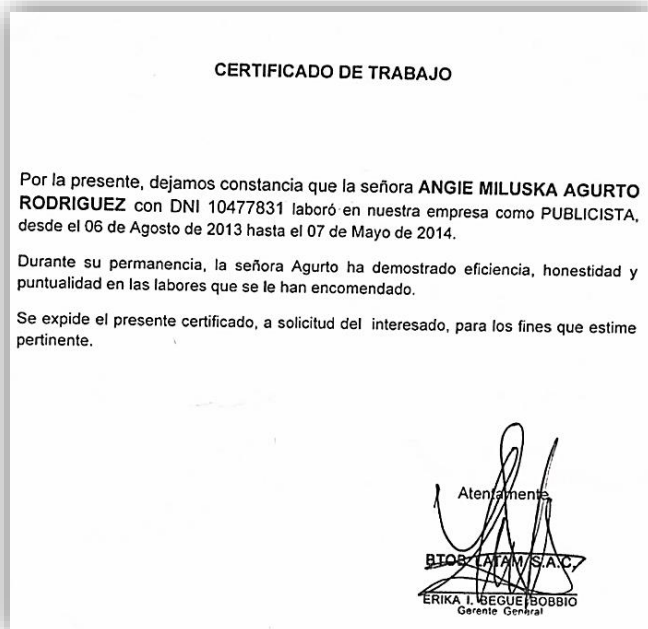 CERTIFICADO DE TRABAJO
Por la presente, dejamos constancia que la señora ANGIE MILUSKA AGURTO
RODRIGUEZ con DNI 10477831 laboró en nuestra empresa como PUBLICISTA,
desde el 06 de Agosto de 2013 hasta el 07 de Mayo de 2014.
Durante su permanencia, la señora Agurto ha demostrado eficiencia, honestidad y
puntualidad en las labores que se le han encomendado.
Se expide el presente certificado, a solicitud del interesado, para los fines que estime
pertinente.
Atentamente,
BTOB LATAM S.A.C.
ERIKA I. BEGUE BOBBIO
Gerente General